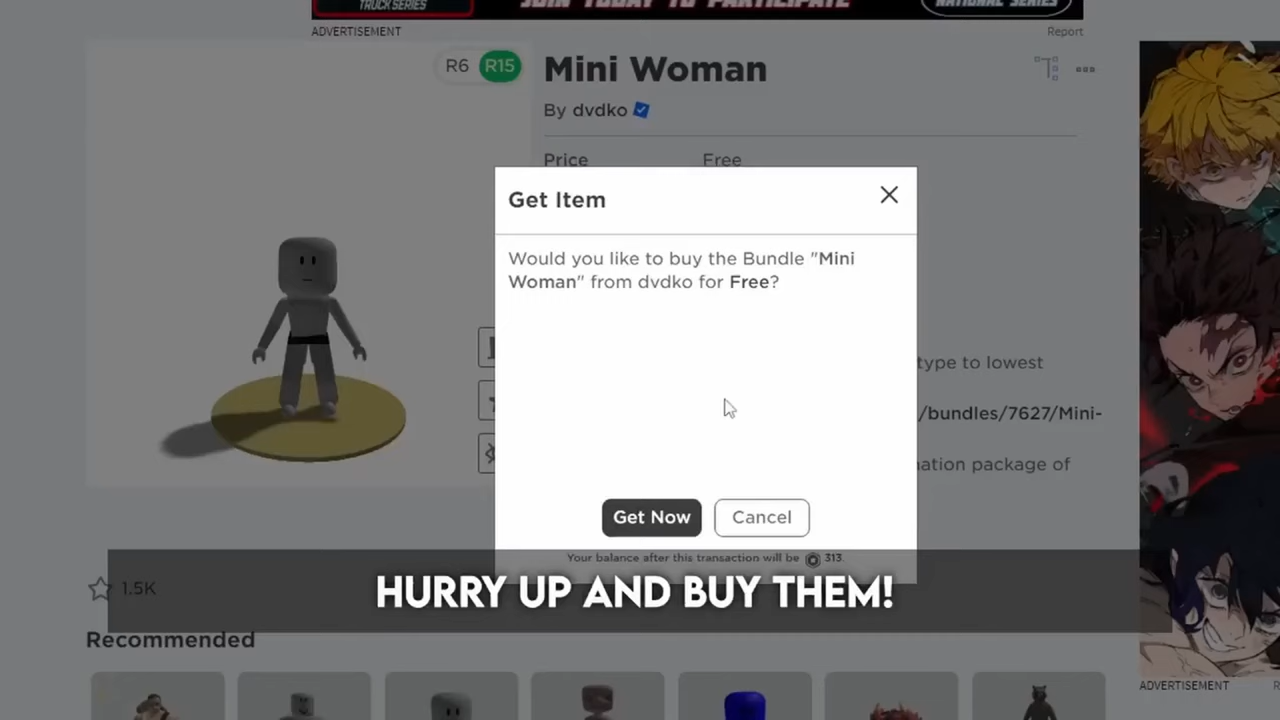 TRUCK SERIES
JOIN TODAY TO PARTICIPATE
NATIONAL SERIES
ADVERTISEMENT
Report
R6 R15
Mini Woman
By dvdko
Price Free
Get Item
Would you like to buy the Bundle "Mini
Woman" from dvdko for Free?
type to lowest
/bundles/7627/Mini-
ation package of
Get Now Cancel
Your balance after this transaction will be 313.
HURRY UP AND BUY THEM!
1.5K
Recommended
ADVERTISEMENT